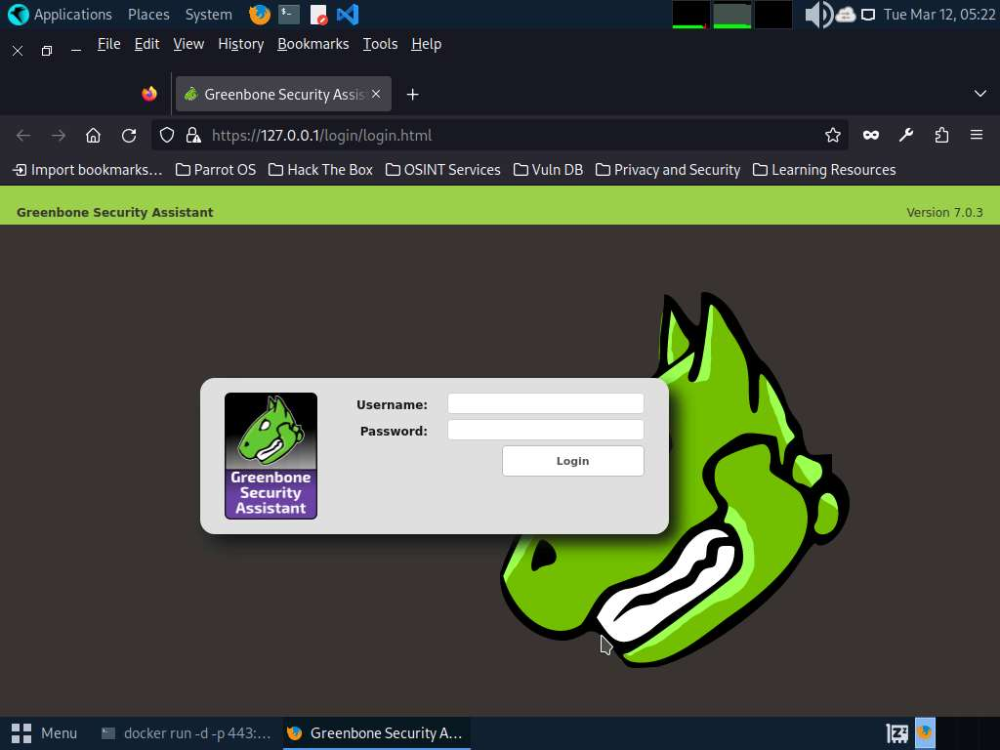 Applications Places System Tue Mar 12, 05:22
File Edit View History Bookmarks Tools Help
Greenbone Security Assis
https://127.0.0.1/login/login.html
Import bookmarks… Parrot OS Hack The Box OSINT Services Vuln DB Privacy and Security Learning Resources
Greenbone Security Assistant Version 7.0.3
Username:
Password:
Login
Greenbone
Security
Assistant
Menu docker run -d -p 443:… Greenbone Security A…